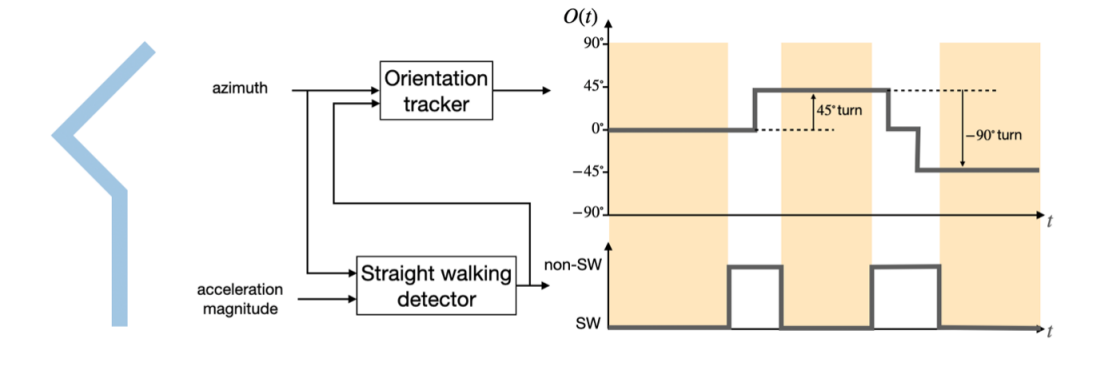 azimuth
Orientation
tracker
acceleration
magnitude
Straight walking
detector
O(t)
90°
45°
0°
−45°
−90°
45° turn
−90° turn
t
non-SW
SW
t